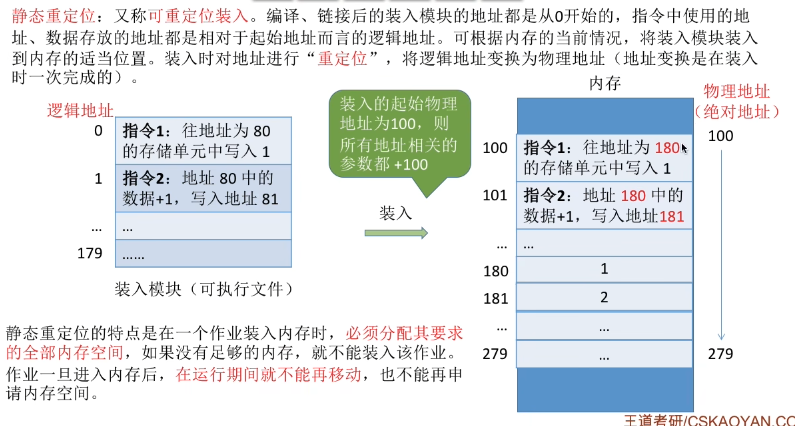 静态重定位：又称可重定位装入。编译、链接后的装入模块的地址都是从0开始的，指令中使用的地
址、数据存放的地址都是相对于起始地址而言的逻辑地址。可根据内存的当前情况，将装入模块装入
到内存的适当位置。装入时对地址进行“重定位”，将逻辑地址变换为物理地址（地址变换是在装入
时一次完成的）。
逻辑地址
0
指令1：往地址为 80
的存储单元中写入 1
1
指令2：地址 80 中的
数据+1，写入地址 81
...
...
179
......
装入模块（可执行文件）
装入的起始物理
地址为100，则
所有地址相关的
参数都 +100
装入
内存
物理地址
（绝对地址）
100
指令1：往地址为 180
的存储单元中写入 1
100
101
指令2：地址 180 中的
数据+1，写入地址181
...
...
180
1
181
2
...
...
279
...
279
静态重定位的特点是在一个作业装入内存时，必须分配其要求
的全部内存空间，如果没有足够的内存，就不能装入该作业。
作业一旦进入内存后，在运行期间就不能再移动，也不能再申
请内存空间。
王道考研/CSKAOYAN.CO